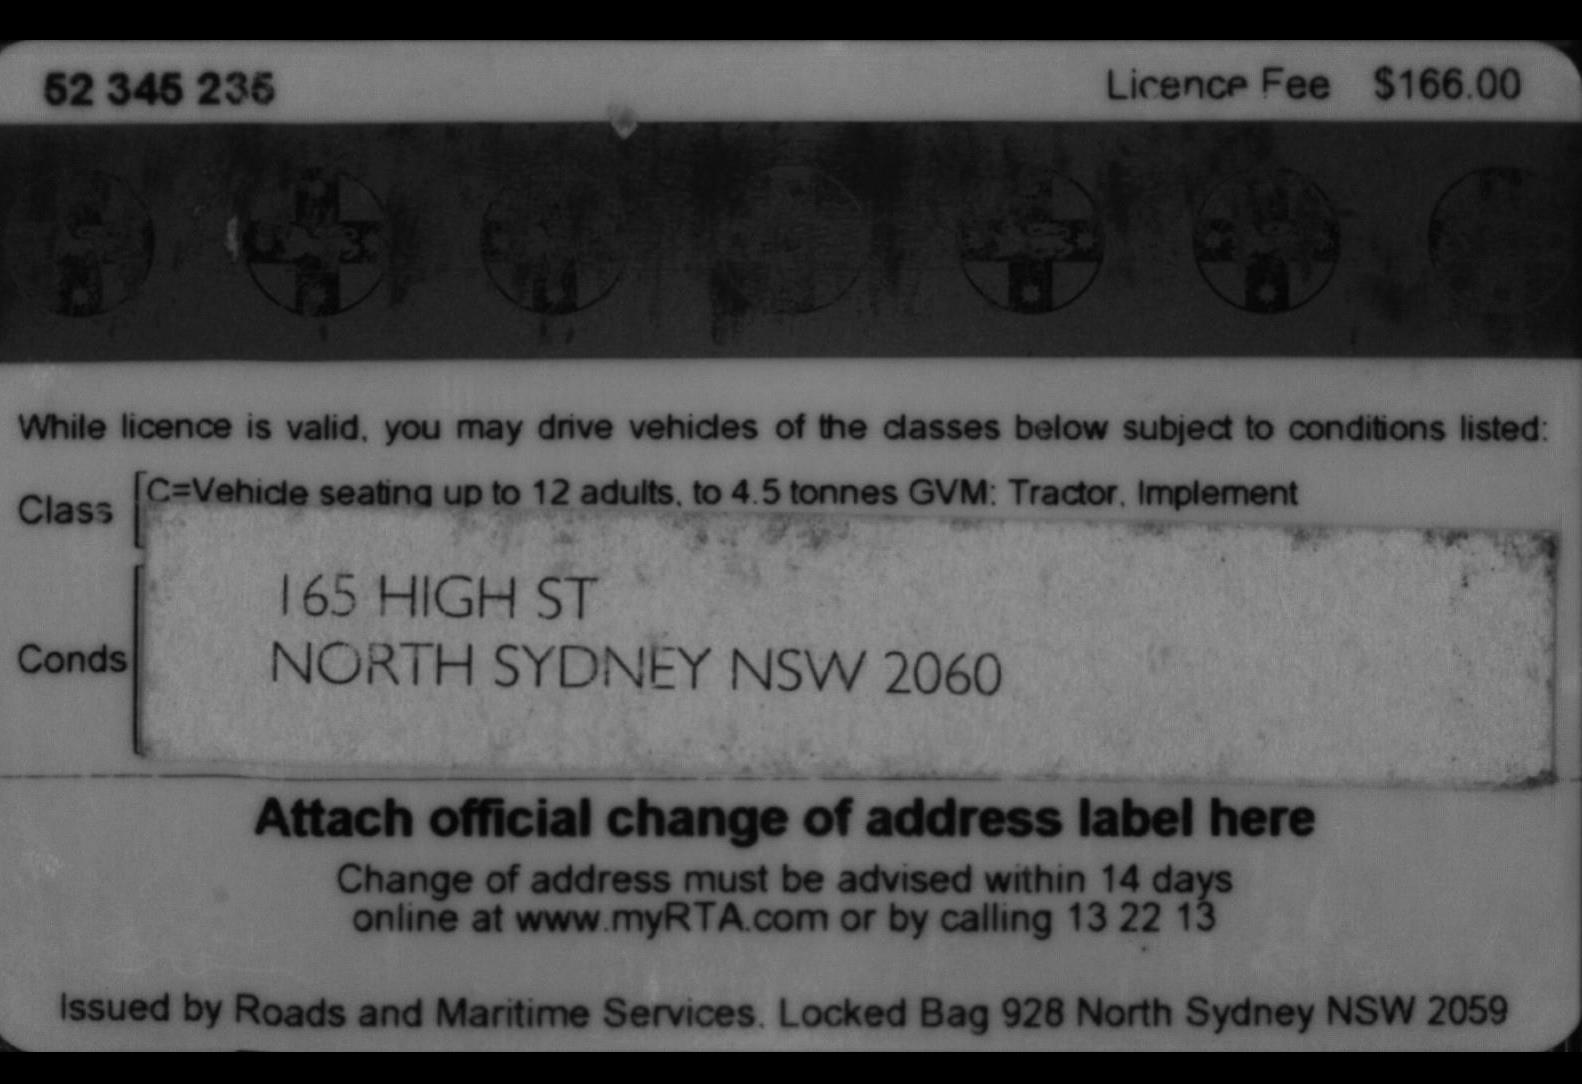 52 345 235
Licence Fee $166.00
While licence is valid, you may drive vehicles of the classes below subject to conditions listed:
Class
C=Vehicle seating up to 12 adults, to 4.5 tonnes GVM: Tractor, Implement
165 HIGH ST
NORTH SYDNEY NSW 2060
Conds
Attach official change of address label here
Change of address must be advised within 14 days
online at www.myRTA.com or by calling 13 22 13
Issued by Roads and Maritime Services. Locked Bag 928 North Sydney NSW 2059